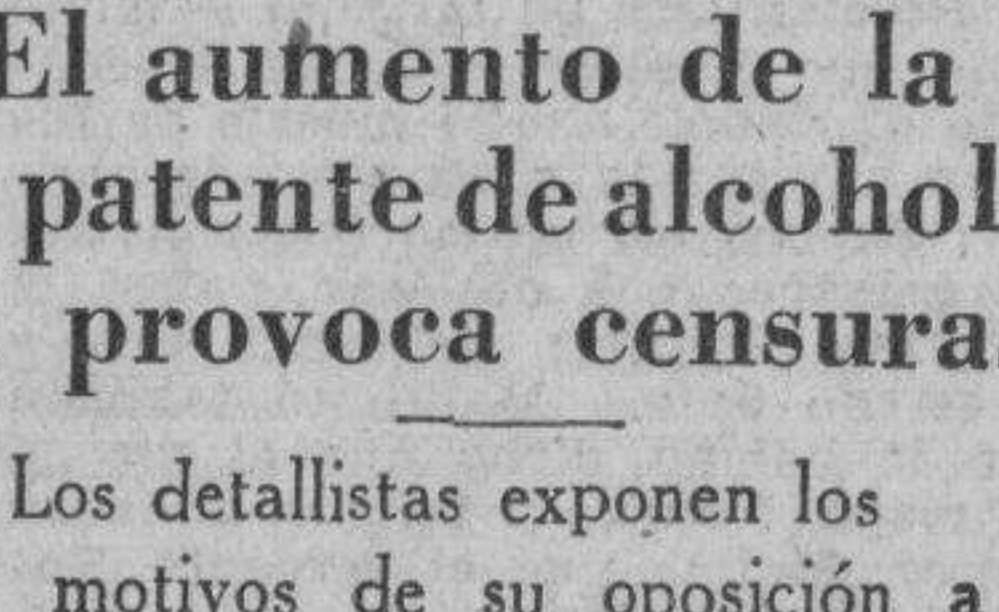 El aumento de la
patente de alcohol
provoca censura
Los detallistas exponen los
motivos de su oposición a